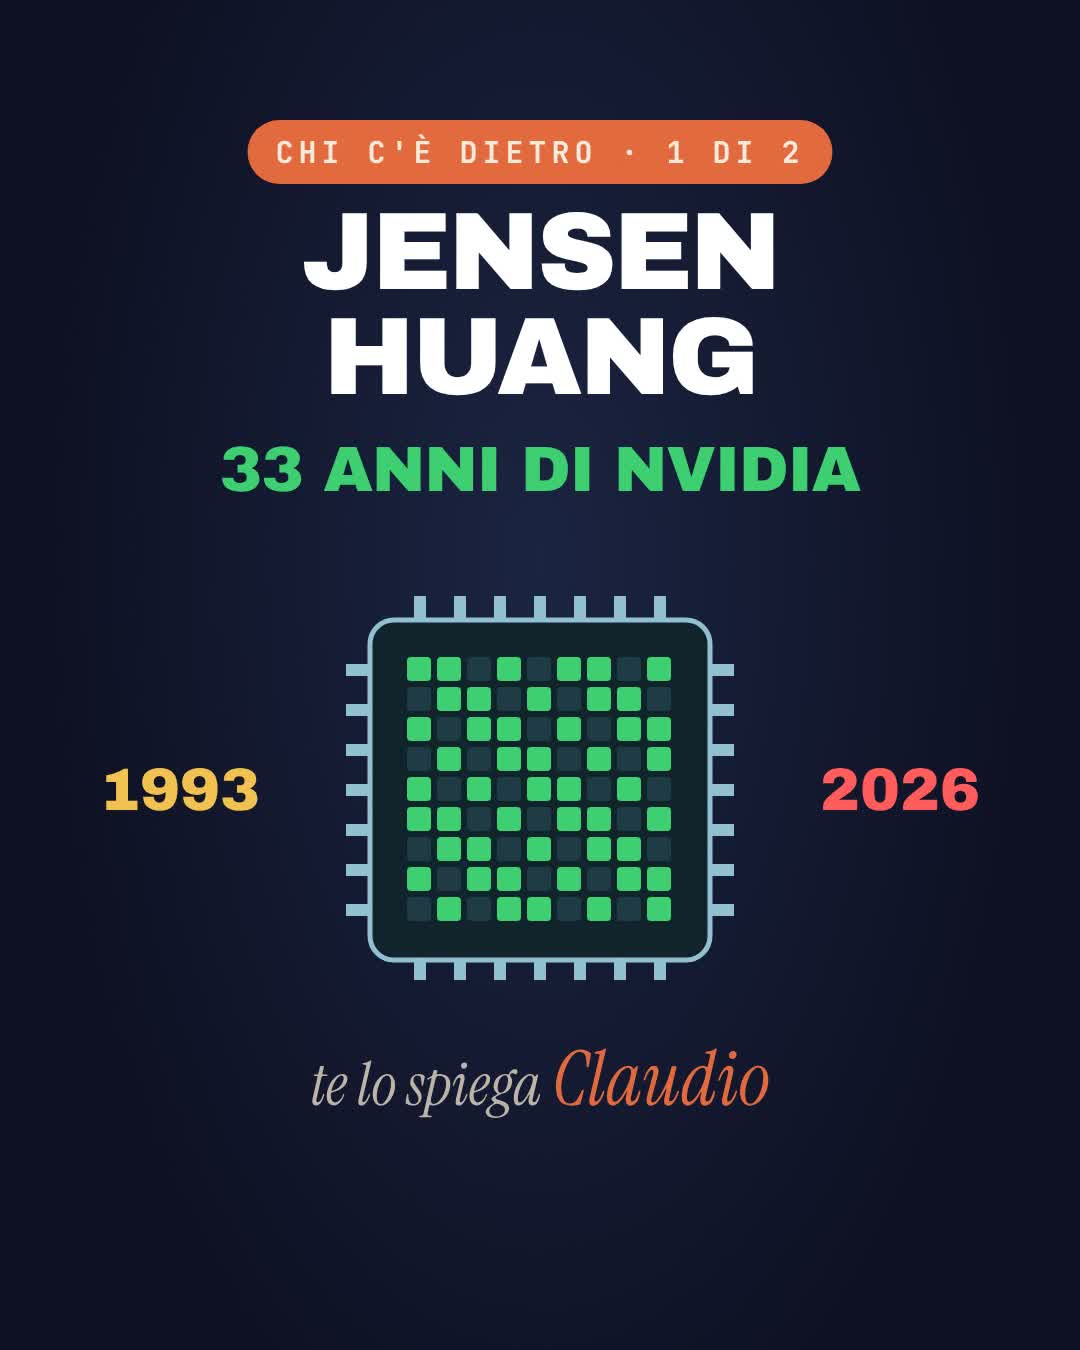 CHI C'È DIETRO · 1 DI 2
JENSEN
HUANG
33 ANNI DI NVIDIA
1993
2026
te lo spiega Claudio